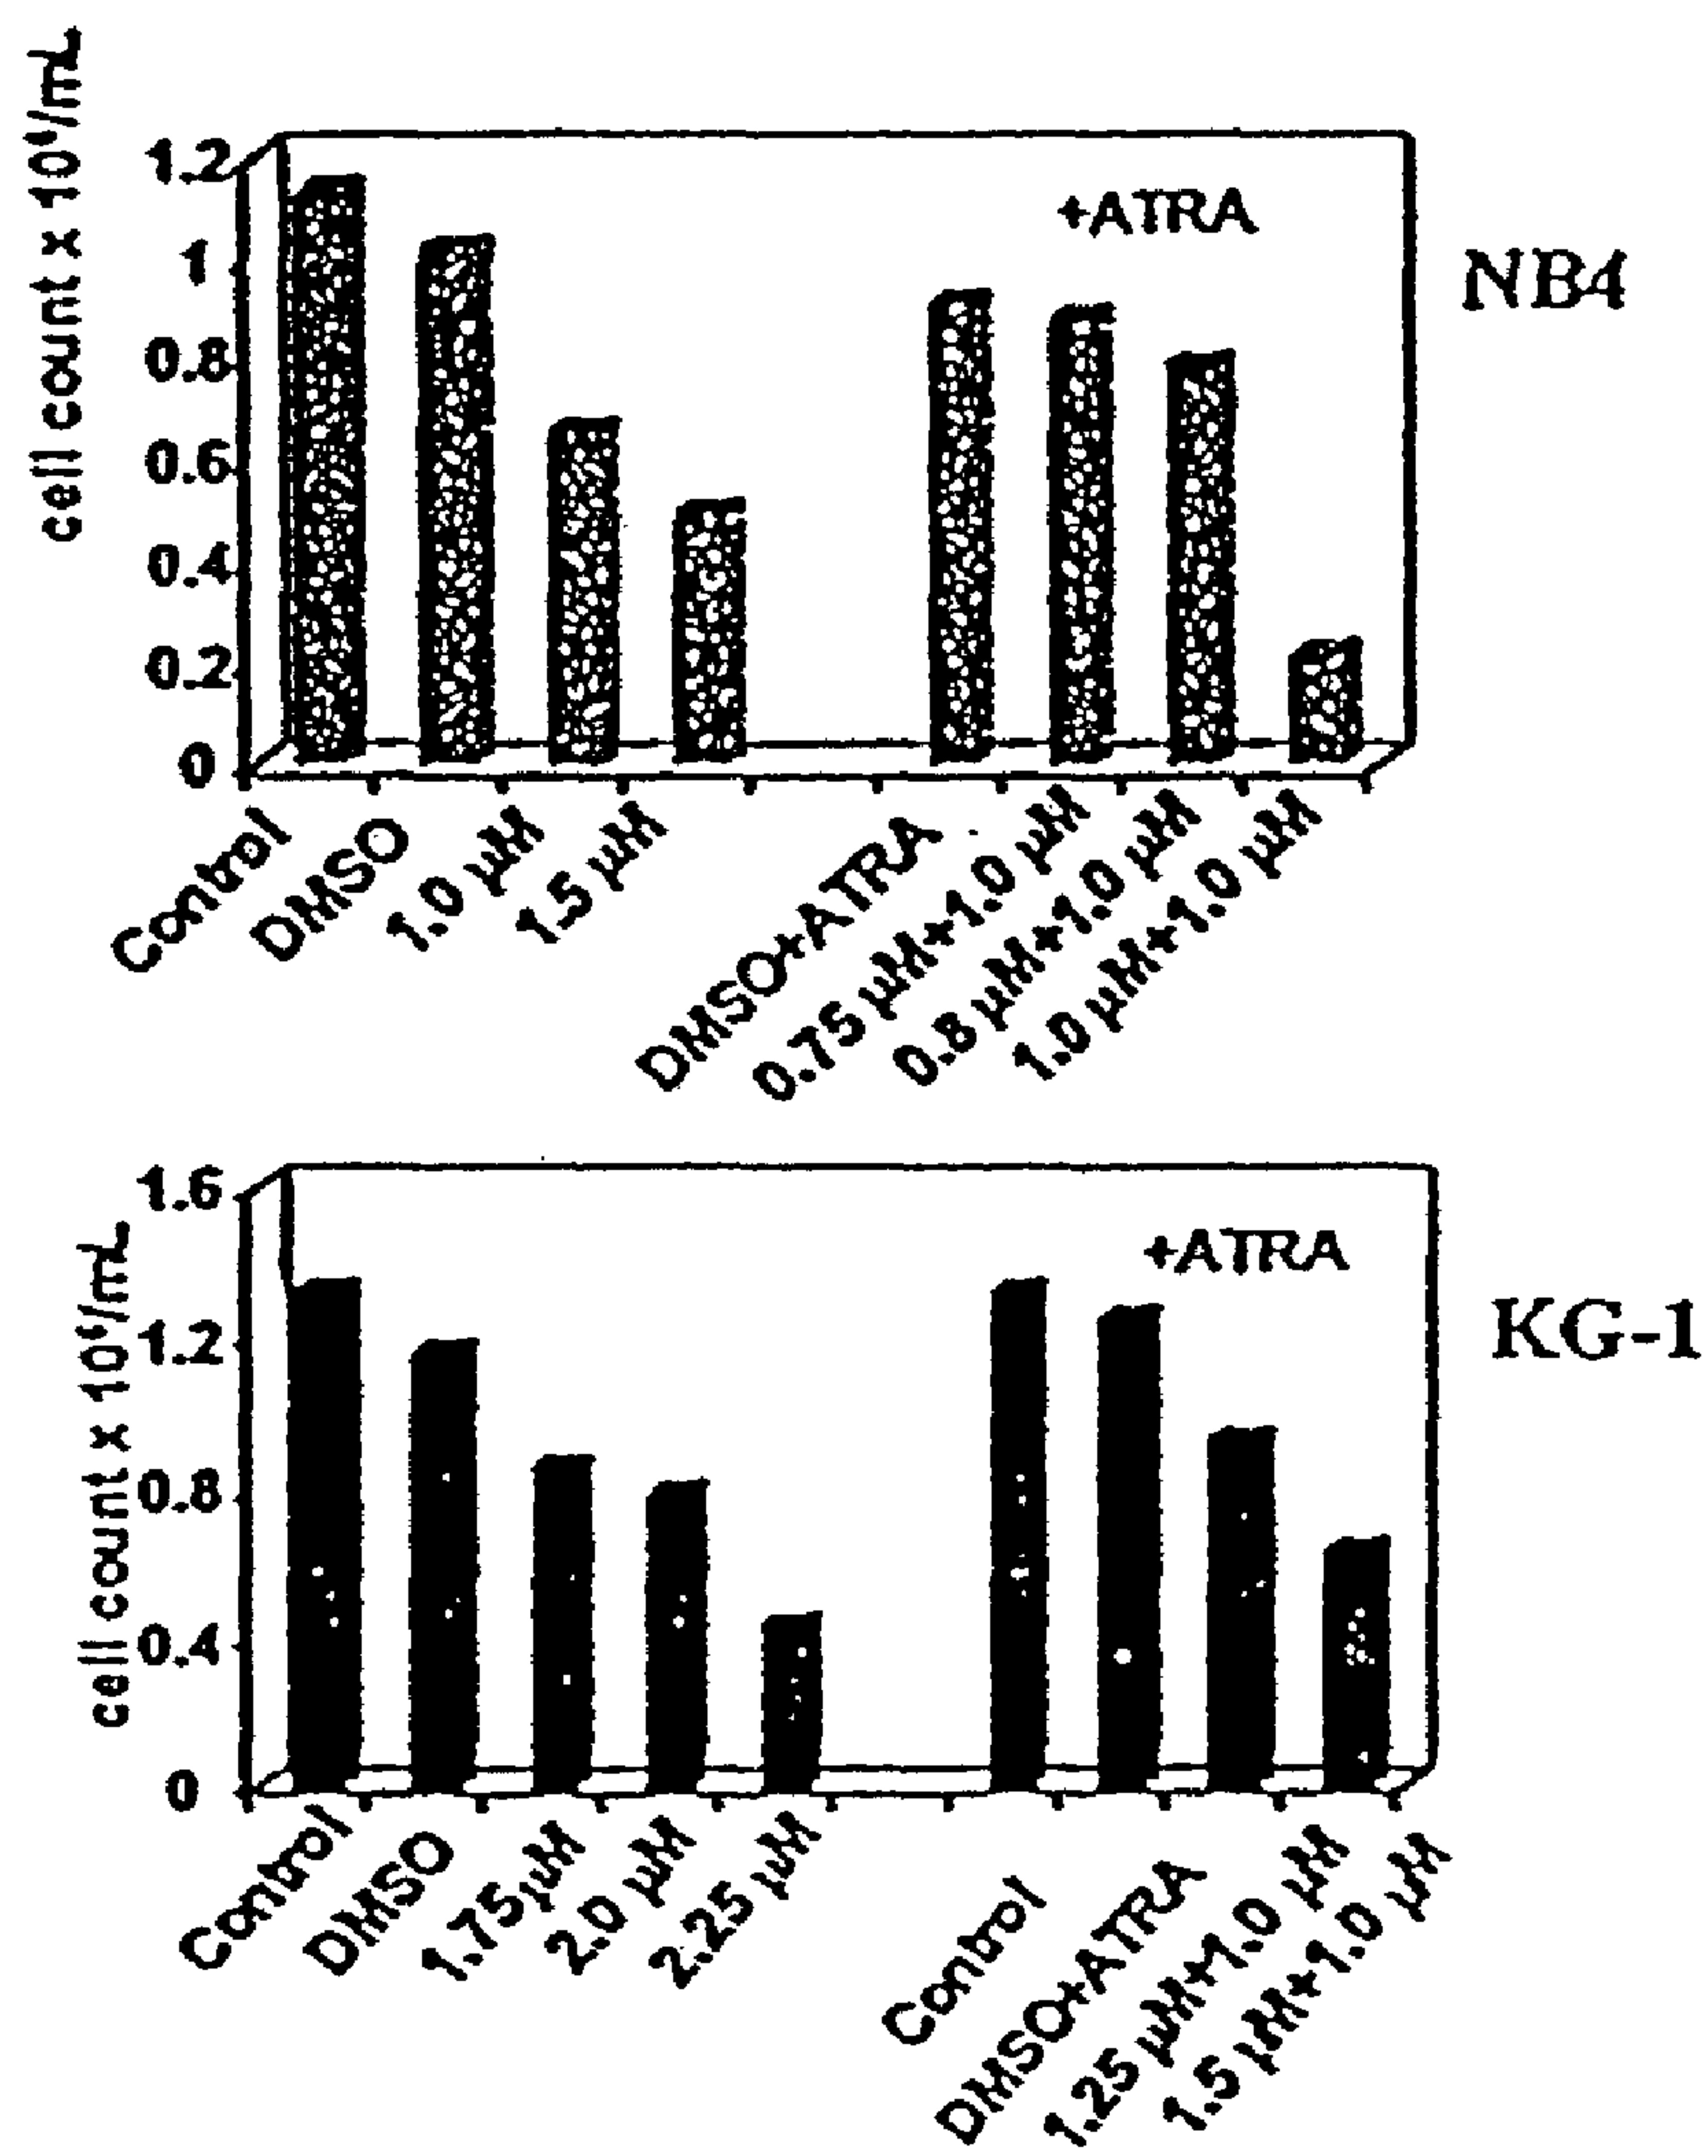 cell count x 10⁶/mL
1.2
1
0.8
0.6
0.4
0.2
0
+ATRA
NB4
Control
DMSO
1.0 µM
1.5 µM
DMSO+ATRA
0.75 µM+1.0 µM
0.8 µM+1.0 µM
1.0 µM+1.0 µM
cell count x 10⁶/mL
1.6
1.2
0.8
0.4
0
+ATRA
KG-1
Control
DMSO
1.75 µM
2.0 µM
2.25 µM
Control
DMSO+ATRA
1.25 µM+1.0 µM
1.5 µM+1.0 µM